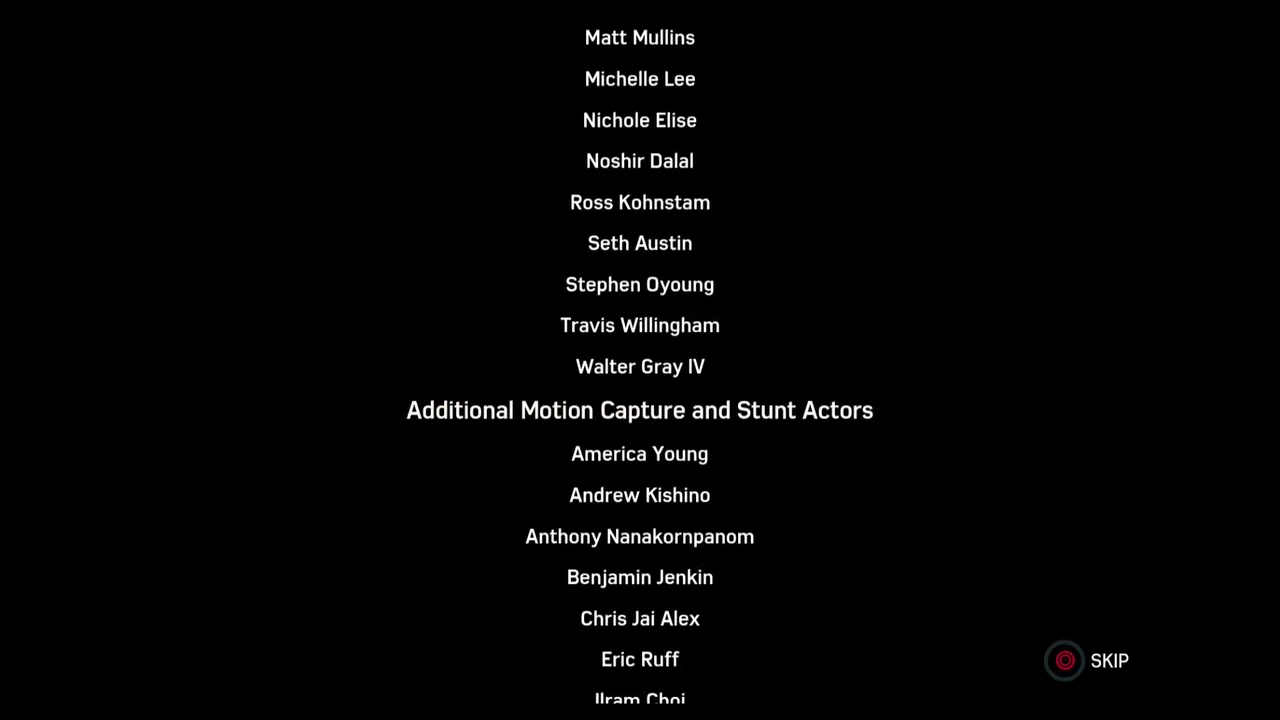 Matt Mullins
Michelle Lee
Nichole Elise
Noshir Dalal
Ross Kohnstam
Seth Austin
Stephen Oyoung
Travis Willingham
Walter Gray IV
Additional Motion Capture and Stunt Actors
America Young
Andrew Kishino
Anthony Nanakornpanom
Benjamin Jenkin
Chris Jai Alex
Eric Ruff
SKIP
Ilram Choi